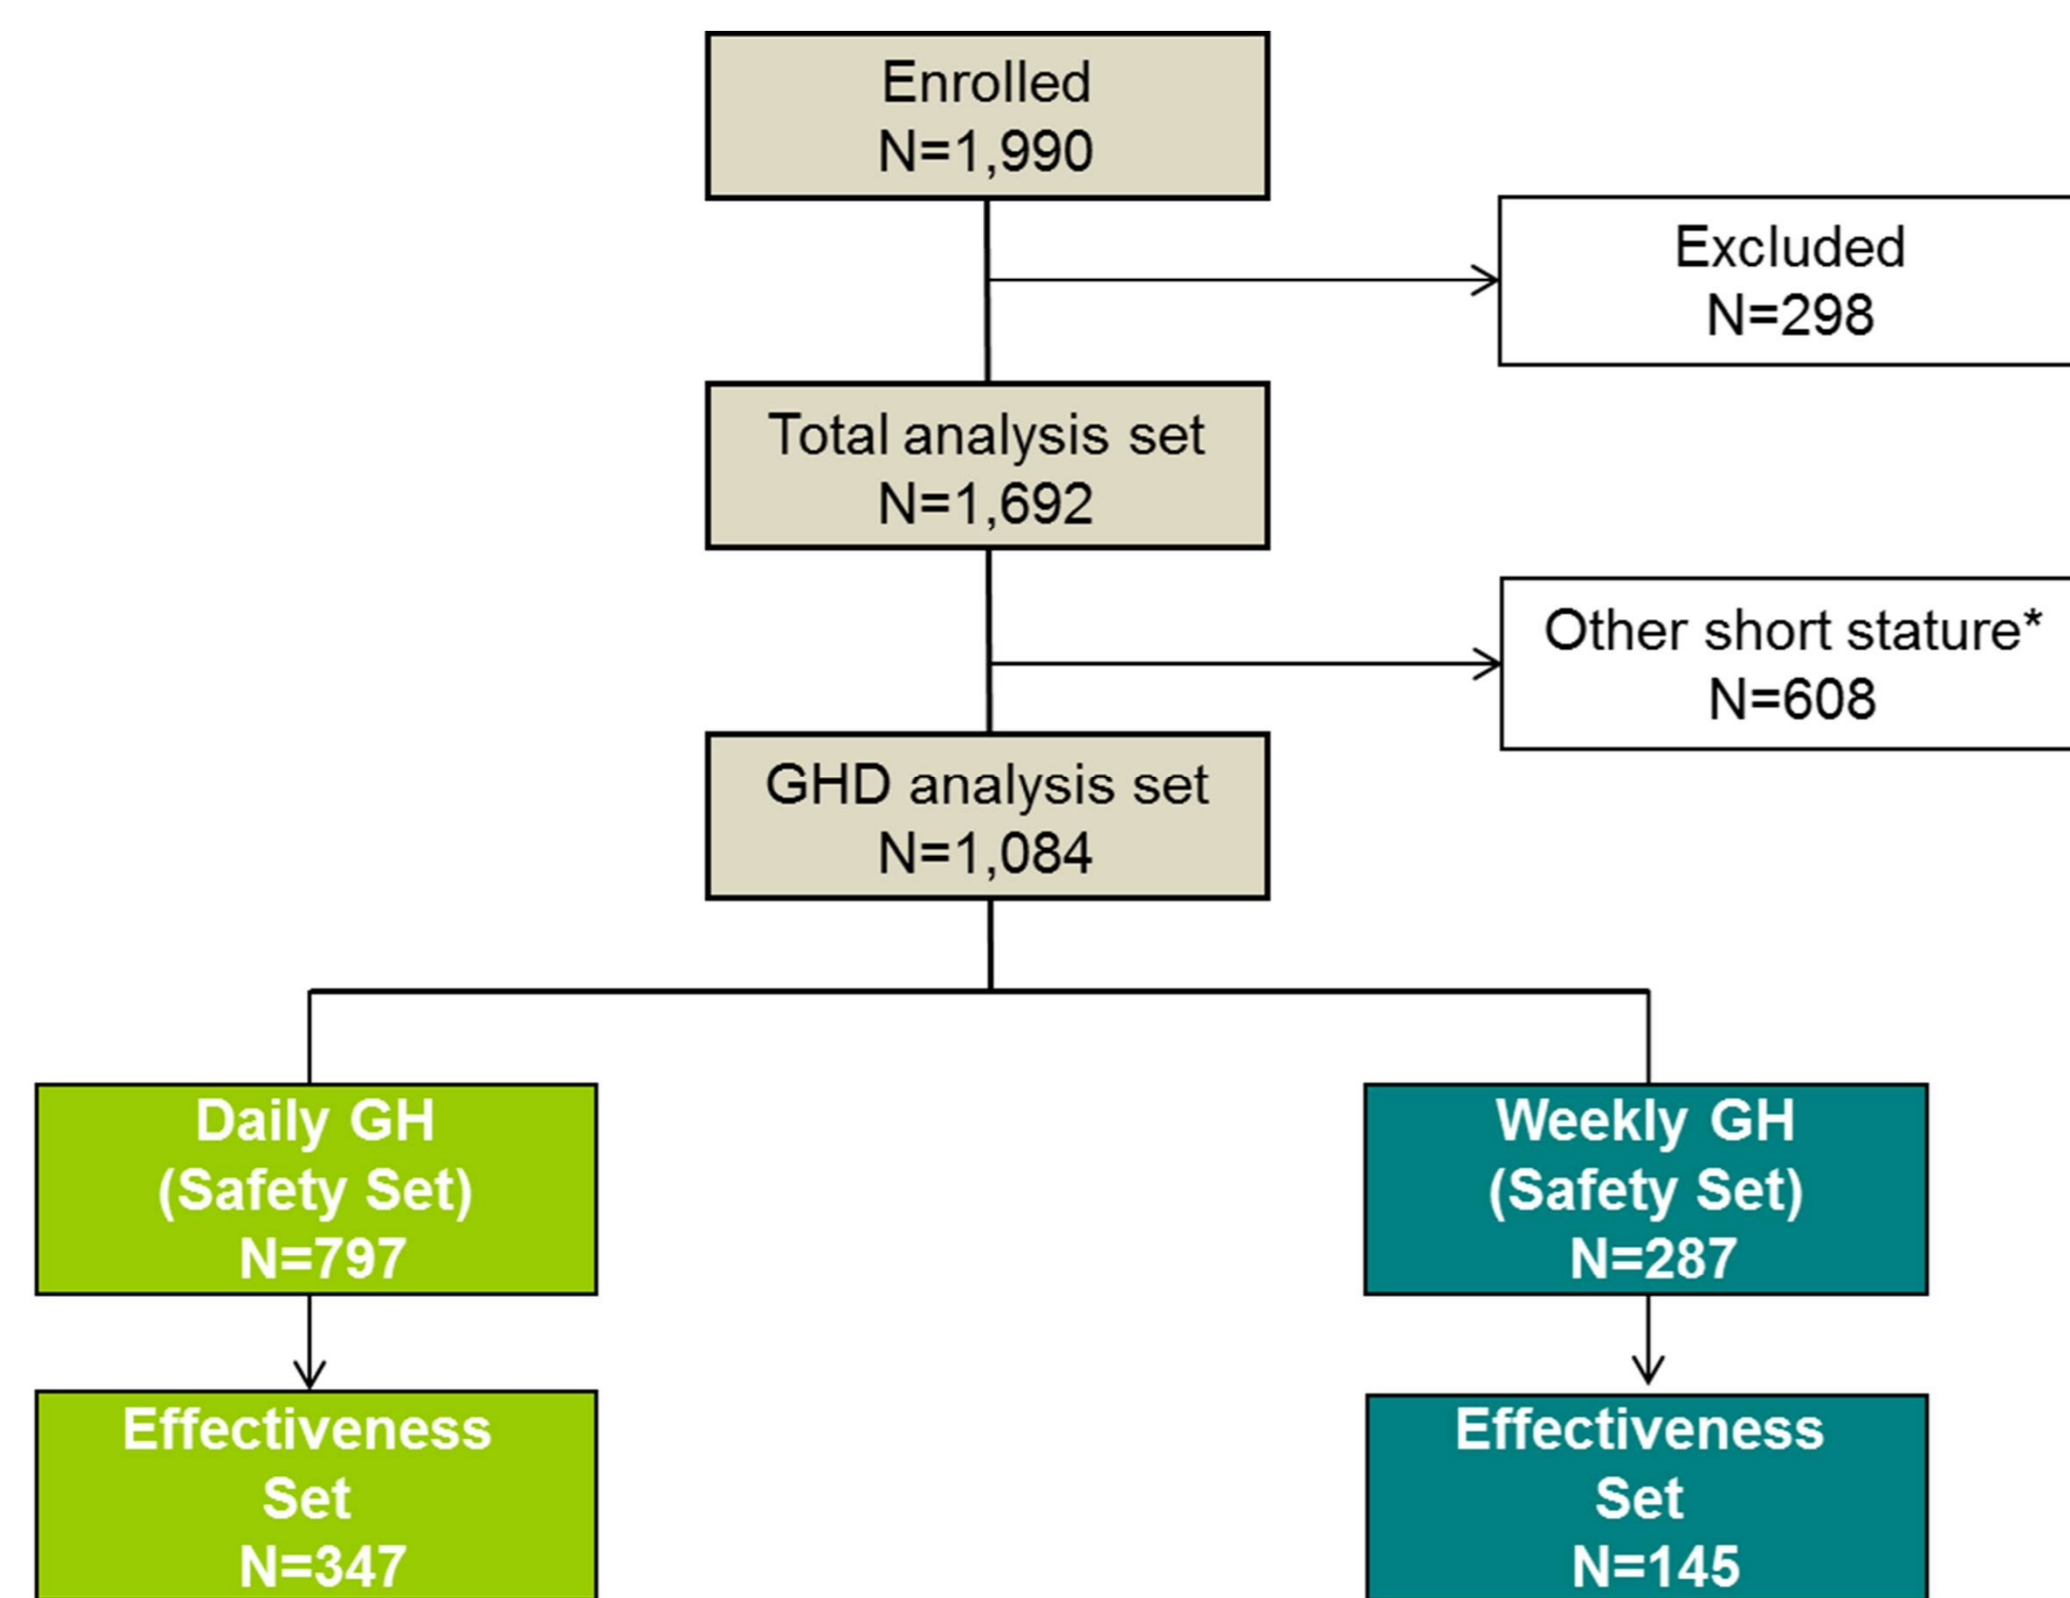 Enrolled
N=1,990
Excluded
N=298
Total analysis set
N=1,692
Other short stature*
N=608
GHD analysis set
N=1,084
Daily GH
(Safety Set)
N=797
Weekly GH
(Safety Set)
N=287
Effectiveness
Set
N=347
Effectiveness
Set
N=145